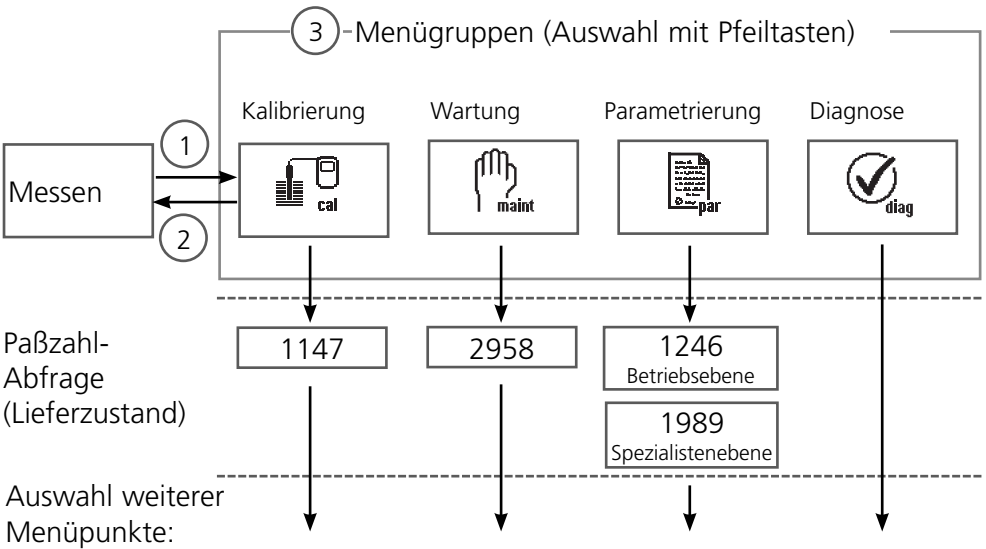 3 Menügruppen (Auswahl mit Pfeiltasten)
Kalibrierung Wartung Parametrierung Diagnose
1
Messen
cal maint par diag
2
Paßzahl-
Abfrage
(Lieferzustand)
1147 2958 1246
Betriebsebene
1989
Spezialistenebene
Auswahl weiterer
Menüpunkte: